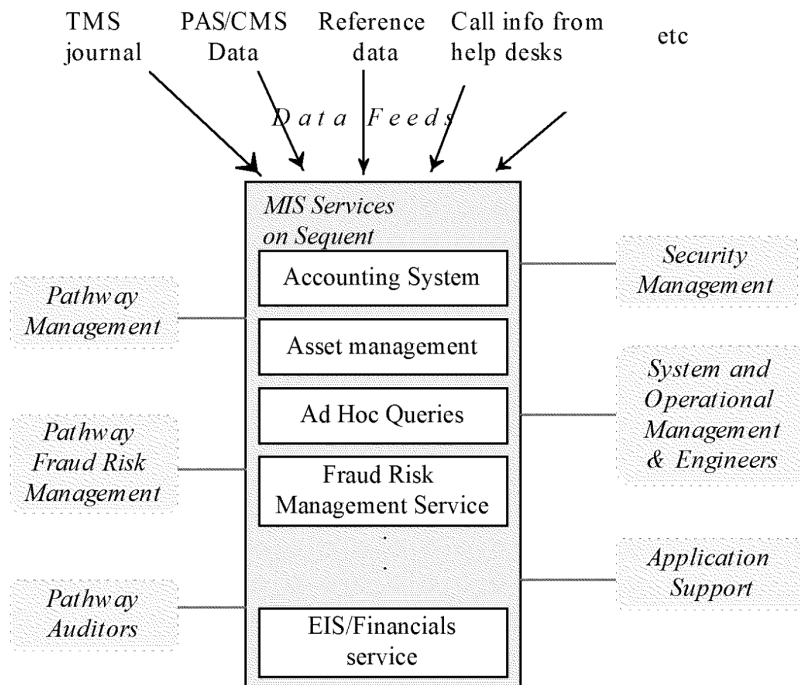 TMS
journal
PAS/CMS
Data
Reference
data
Call info from
help desks
etc
Data Feeds
MIS Services
on Sequent
Accounting System
Asset management
Ad Hoc Queries
Fraud Risk
Management Service
EIS/Financials
service
Pathway
Management
Pathway
Fraud Risk
Management
Pathway
Auditors
Security
Management
System and
Operational
Management
& Engineers
Application
Support